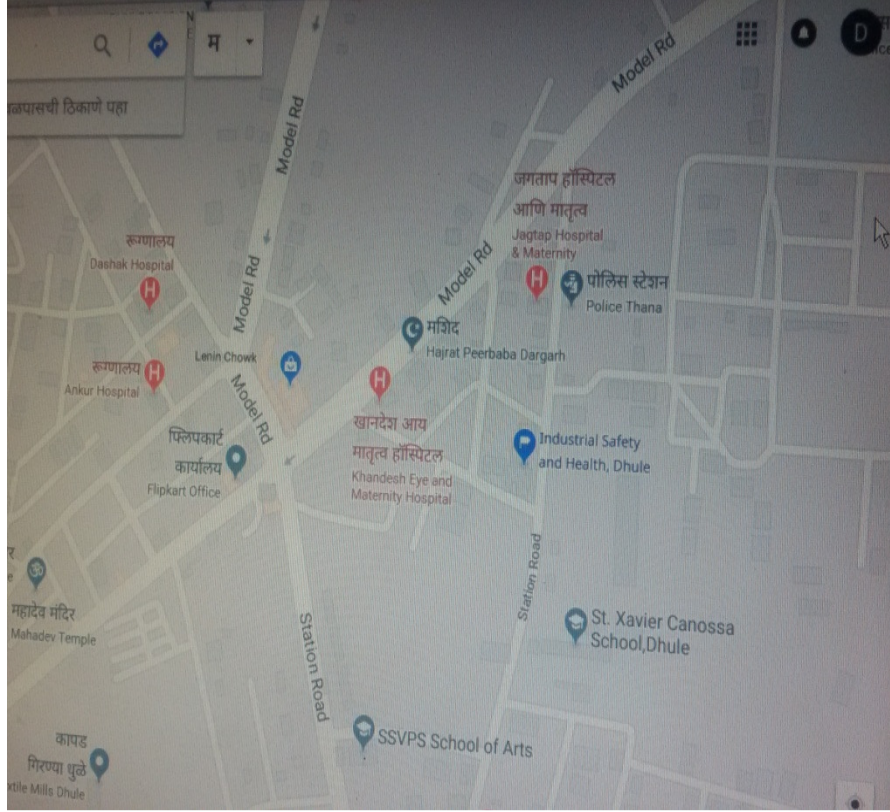 म
D
ळपासची ठिकाणे पहा
Model Rd
Model Rd
जगताप हॉस्पिटल
आणि मातृत्व
Jagtap Hospital
& Maternity
रूग्णालय
Dashak Hospital
Model Rd
Model Rd
पोलिस स्टेशन
Police Thana
मशिद
Hajrat Peerbaba Dargarh
Lenin Chowk
रूग्णालय
Ankur Hospital
Model Rd
खानदेश आय
मातृत्व हॉस्पिटल
Khandesh Eye and
Maternity Hospital
फ्लिपकार्ट
कार्यालय
Flipkart Office
Industrial Safety
and Health, Dhule
Station Road
महादेव मंदिर
Mahadev Temple
St. Xavier Canossa
School,Dhule
Station Road
SSVPS School of Arts
कापड
गिरण्या धुळे
xtile Mills Dhule